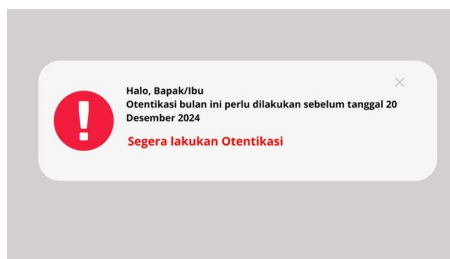 Halo, Bapak/Ibu
Otentikasi bulan ini perlu dilakukan sebelum tanggal 20
Desember 2024
Segera lakukan Otentikasi